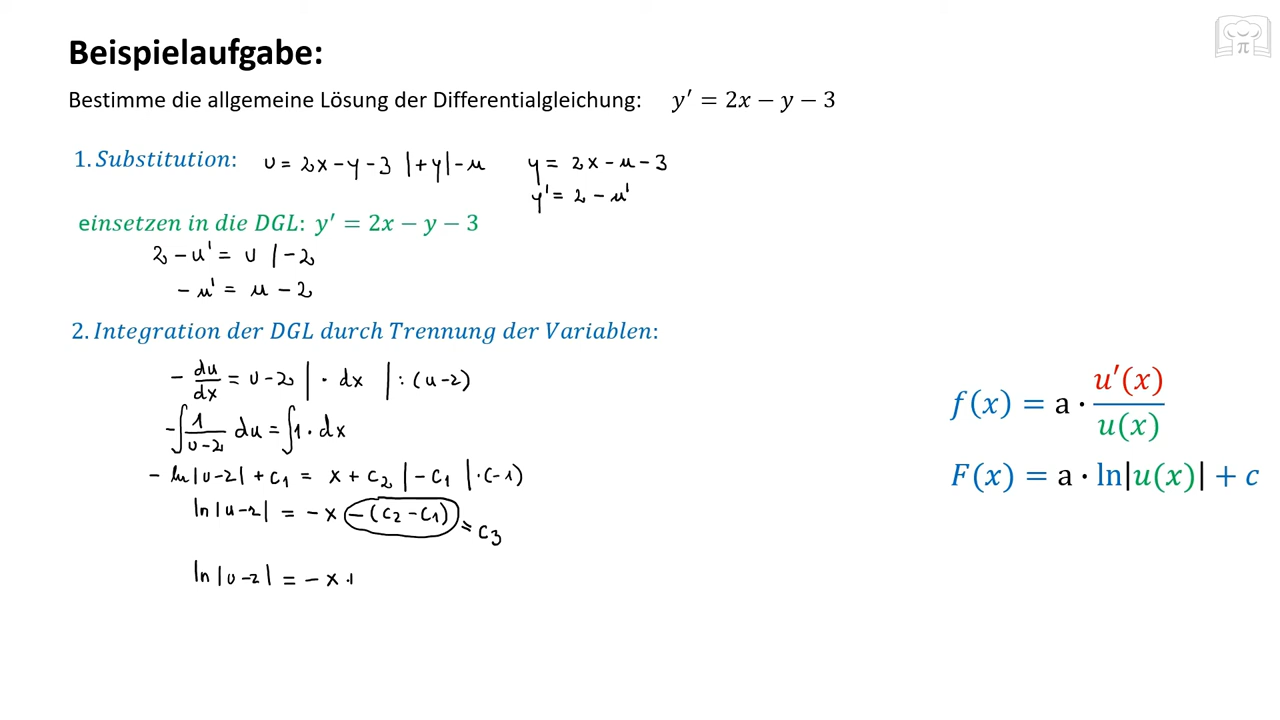 Beispielaufgabe:
Bestimme die allgemeine Lösung der Differentialgleichung: y′ = 2x − y − 3
1. Substitution: u = 2x − y − 3 | + y | − u y = 2x − u − 3
y' = 2 − u'
einsetzen in die DGL: y′ = 2x − y − 3
2 − u' = u | − 2
− u' = u − 2
2. Integration der DGL durch Trennung der Variablen:
− du/dx = u − 2 | · dx | : (u − 2)
− ∫ 1/(u − 2) du = ∫ 1 · dx
− ln |u − 2| + c₁ = x + c₂ | − c₁ | · (−1)
ln |u − 2| = − x − (c₂ − c₁) = c₃
ln |u − 2| = − x +
f(x) = a · u′(x)/u(x)
F(x) = a · ln|u(x)| + c
π